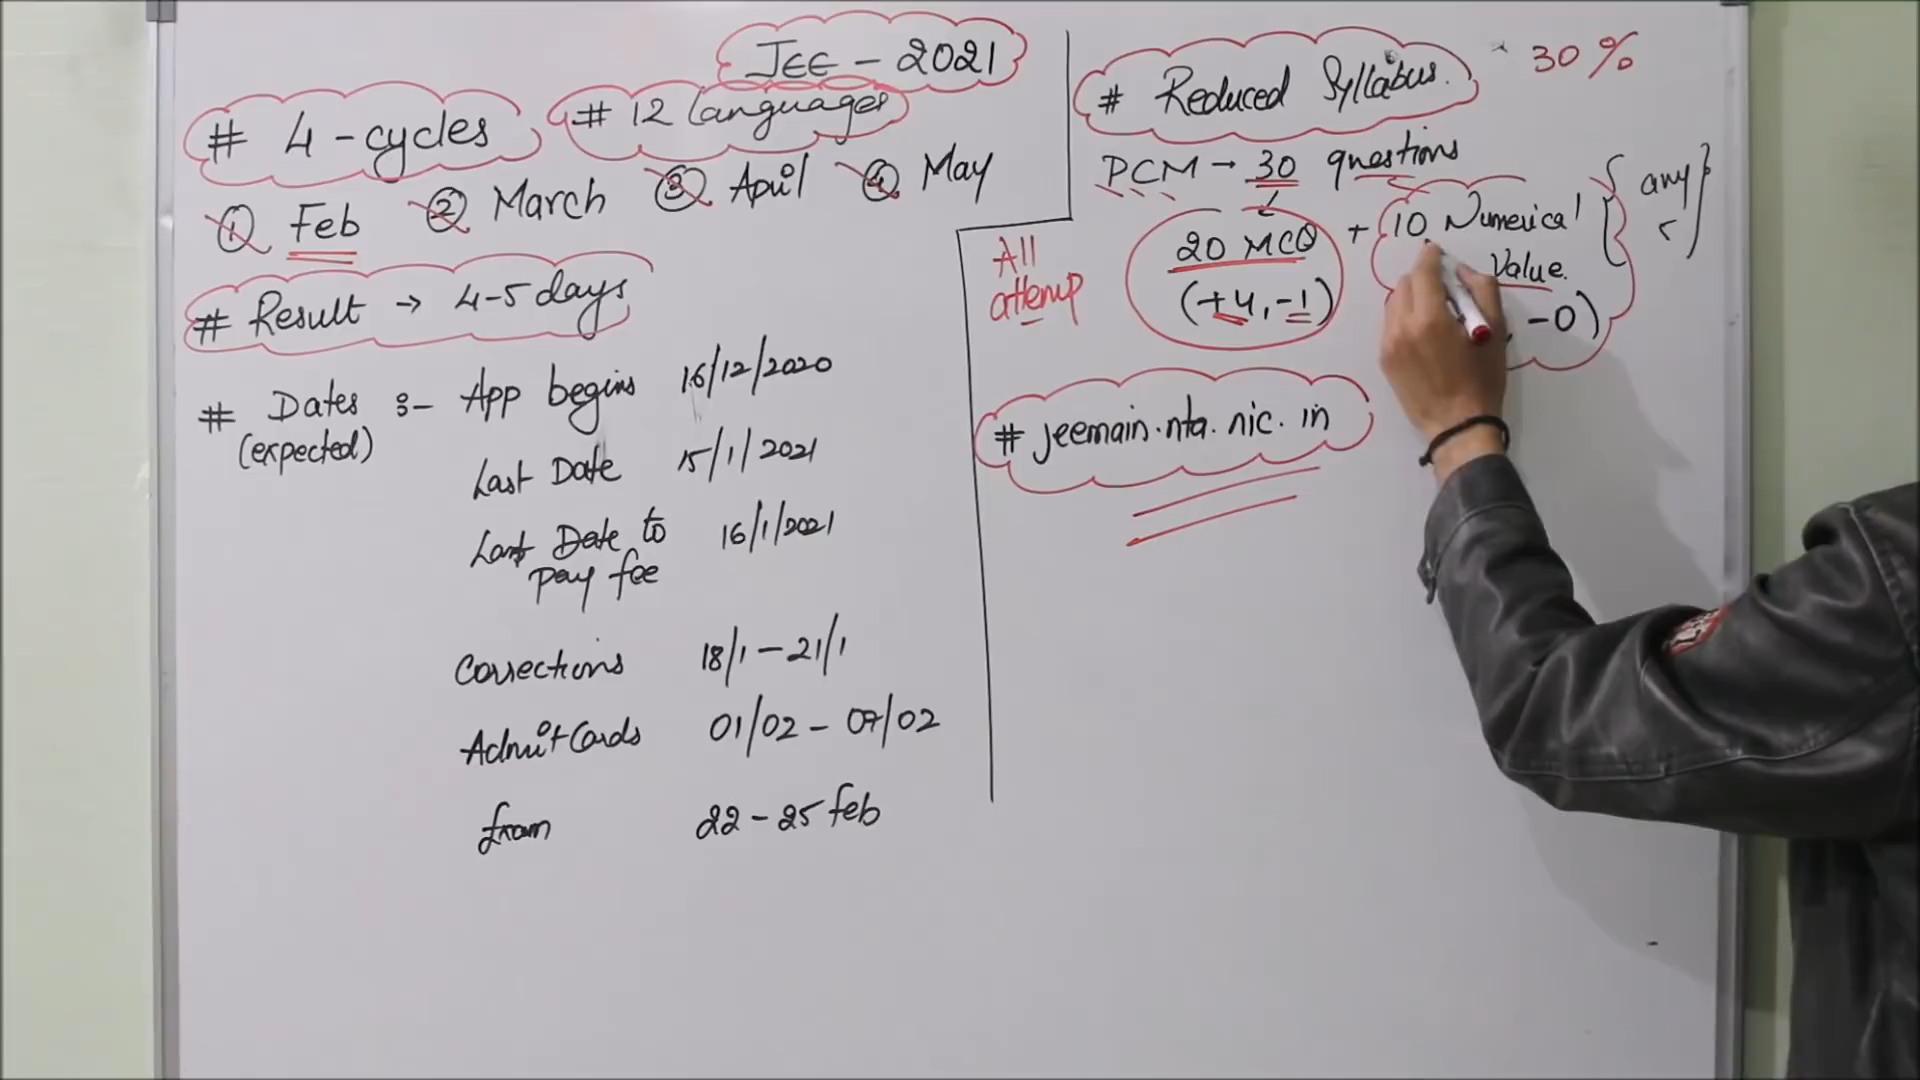 JEE - 2021
# 4 - cycles
# 12 languages
① Feb ② March ③ April ④ May
# Result → 4-5 days
# Dates :- App begins 16/12/2020
(expected)
Last Date 15/1/2021
Last Date to 16/1/2021
pay fee
Corrections 18/1 - 21/1
Admit Cards 01/02 - 07/02
22 - 25 feb
# Reduced Syllabus. 30 %
PCM → 30 questions
20 MCQ + 10 Numerical
Value.
(+4, -1)
, -0)
any
All
attemp
# jeemain.nta.nic.in